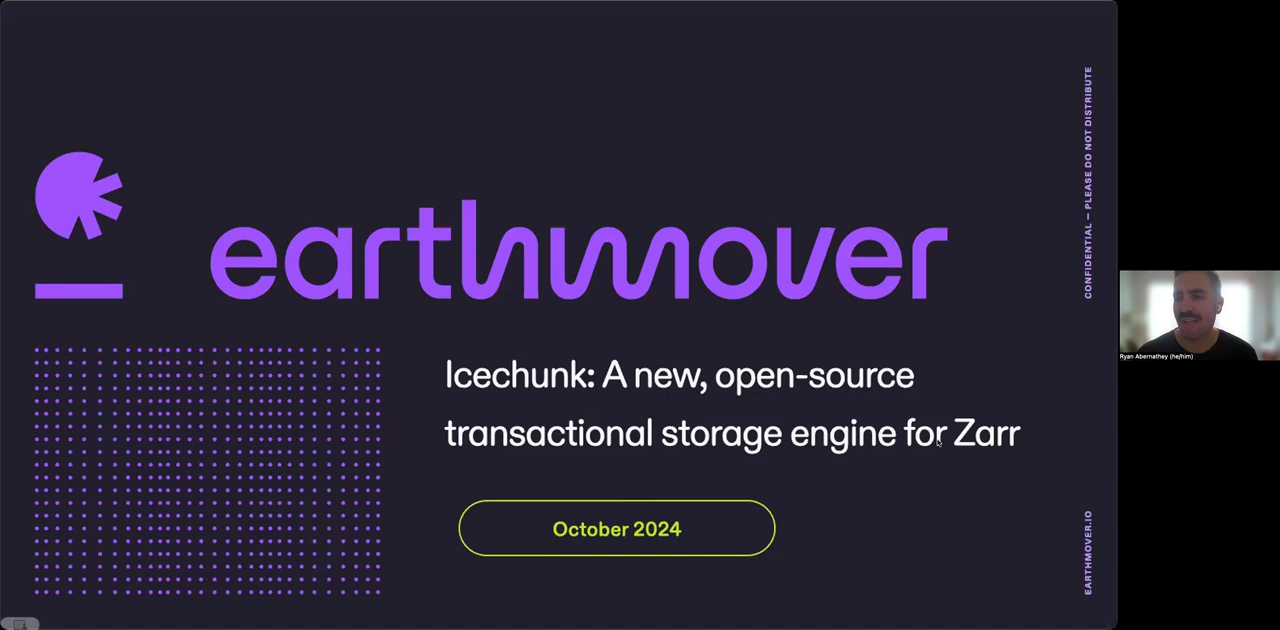 earthmover
Icechunk: A new, open-source
transactional storage engine for Zarr
October 2024
CONFIDENTIAL — PLEASE DO NOT DISTRIBUTE
EARTHMOVER.IO
Ryan Abernathey (he/him)